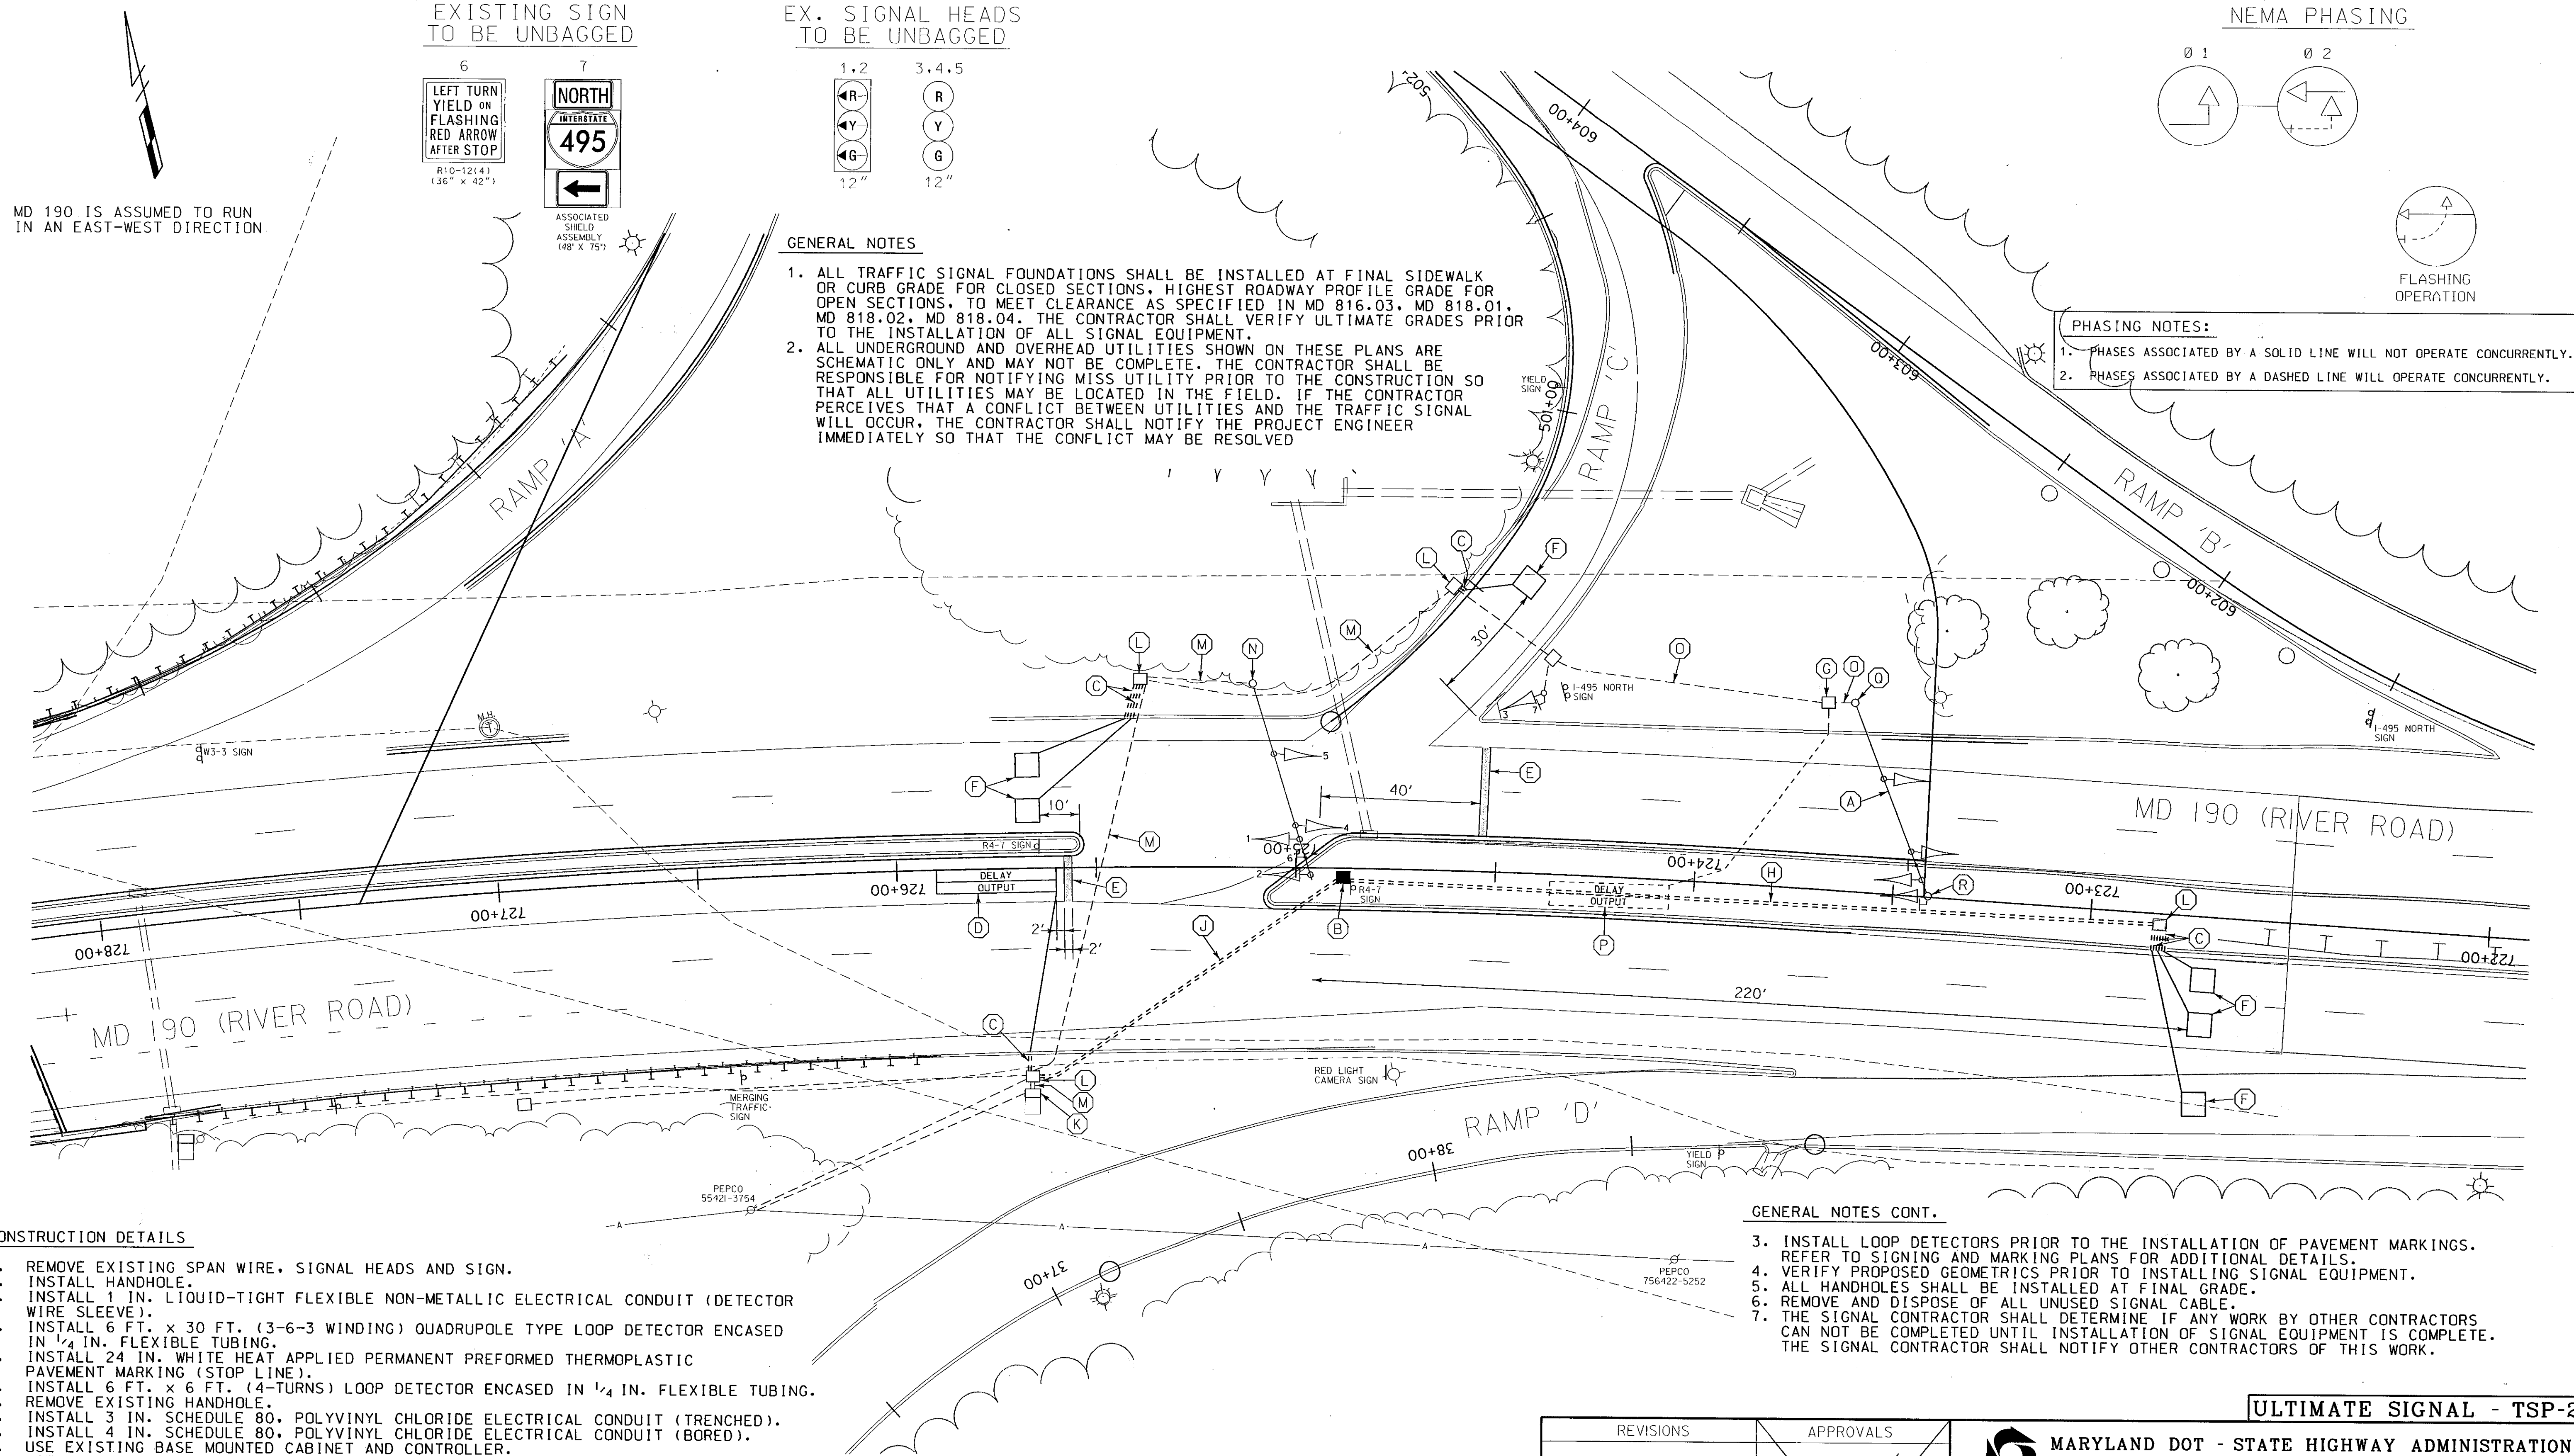 EXISTING SIGN
TO BE UNBAGGED
6
7
LEFT TURN
YIELD ON
FLASHING
RED ARROW
AFTER STOP
R10-12(4)
(36" x 42")
NORTH
INTERSTATE
495
ASSOCIATED
SHIELD
ASSEMBLY
(48" X 75")
EX. SIGNAL HEADS
TO BE UNBAGGED
1,2
3,4,5
R
R
Y
Y
G
G
12"
12"
NEMA PHASING
Ø 1
Ø 2
FLASHING
OPERATION
PHASING NOTES:
1. PHASES ASSOCIATED BY A SOLID LINE WILL NOT OPERATE CONCURRENTLY.
2. PHASES ASSOCIATED BY A DASHED LINE WILL OPERATE CONCURRENTLY.
MD 190 IS ASSUMED TO RUN
IN AN EAST-WEST DIRECTION
GENERAL NOTES
1. ALL TRAFFIC SIGNAL FOUNDATIONS SHALL BE INSTALLED AT FINAL SIDEWALK
OR CURB GRADE FOR CLOSED SECTIONS, HIGHEST ROADWAY PROFILE GRADE FOR
OPEN SECTIONS, TO MEET CLEARANCE AS SPECIFIED IN MD 816.03, MD 818.01,
MD 818.02, MD 818.04. THE CONTRACTOR SHALL VERIFY ULTIMATE GRADES PRIOR
TO THE INSTALLATION OF ALL SIGNAL EQUIPMENT.
2. ALL UNDERGROUND AND OVERHEAD UTILITIES SHOWN ON THESE PLANS ARE
SCHEMATIC ONLY AND MAY NOT BE COMPLETE. THE CONTRACTOR SHALL BE
RESPONSIBLE FOR NOTIFYING MISS UTILITY PRIOR TO THE CONSTRUCTION SO
THAT ALL UTILITIES MAY BE LOCATED IN THE FIELD. IF THE CONTRACTOR
PERCEIVES THAT A CONFLICT BETWEEN UTILITIES AND THE TRAFFIC SIGNAL
WILL OCCUR, THE CONTRACTOR SHALL NOTIFY THE PROJECT ENGINEER
IMMEDIATELY SO THAT THE CONFLICT MAY BE RESOLVED
604+00
603+00
602+00
YIELD
SIGN
501+00
RAMP 'A'
RAMP 'C'
RAMP 'B'
L
C
F
30'
L
M
N
M
O
G
O
Q
C
3
7
I-495 NORTH
SIGN
I-495 NORTH
SIGN
M.H.
T
W3-3 SIGN
F
10'
5
40'
E
A
M
MD 190 (RIVER ROAD)
R4-7 SIGN
1
4
725+00
6
2
724+00
723+00
722+00
726+00
727+00
728+00
DELAY
OUTPUT
E
D
2'
2'
J
B
R4-7
SIGN
DELAY
OUTPUT
H
P
R
L
C
220'
F
F
MD 190 (RIVER ROAD)
C
L
M
K
MERGING
TRAFFIC
SIGN
RED LIGHT
CAMERA SIGN
RAMP 'D'
38+00
YIELD
SIGN
PEPCO
55421-3754
A
A
A
37+00
PEPCO
756422-5252
ONSTRUCTION DETAILS
REMOVE EXISTING SPAN WIRE, SIGNAL HEADS AND SIGN.
INSTALL HANDHOLE.
INSTALL 1 IN. LIQUID-TIGHT FLEXIBLE NON-METALLIC ELECTRICAL CONDUIT (DETECTOR
WIRE SLEEVE).
INSTALL 6 FT. x 30 FT. (3-6-3 WINDING) QUADRUPOLE TYPE LOOP DETECTOR ENCASED
IN 1/4 IN. FLEXIBLE TUBING.
INSTALL 24 IN. WHITE HEAT APPLIED PERMANENT PREFORMED THERMOPLASTIC
PAVEMENT MARKING (STOP LINE).
INSTALL 6 FT. x 6 FT. (4-TURNS) LOOP DETECTOR ENCASED IN 1/4 IN. FLEXIBLE TUBING.
REMOVE EXISTING HANDHOLE.
INSTALL 3 IN. SCHEDULE 80, POLYVINYL CHLORIDE ELECTRICAL CONDUIT (TRENCHED).
INSTALL 4 IN. SCHEDULE 80, POLYVINYL CHLORIDE ELECTRICAL CONDUIT (BORED).
USE EXISTING BASE MOUNTED CABINET AND CONTROLLER.
GENERAL NOTES CONT.
3. INSTALL LOOP DETECTORS PRIOR TO THE INSTALLATION OF PAVEMENT MARKINGS.
REFER TO SIGNING AND MARKING PLANS FOR ADDITIONAL DETAILS.
4. VERIFY PROPOSED GEOMETRICS PRIOR TO INSTALLING SIGNAL EQUIPMENT.
5. ALL HANDHOLES SHALL BE INSTALLED AT FINAL GRADE.
6. REMOVE AND DISPOSE OF ALL UNUSED SIGNAL CABLE.
7. THE SIGNAL CONTRACTOR SHALL DETERMINE IF ANY WORK BY OTHER CONTRACTORS
CAN NOT BE COMPLETED UNTIL INSTALLATION OF SIGNAL EQUIPMENT IS COMPLETE.
THE SIGNAL CONTRACTOR SHALL NOTIFY OTHER CONTRACTORS OF THIS WORK.
ULTIMATE SIGNAL - TSP-2
REVISIONS
APPROVALS
MARYLAND DOT - STATE HIGHWAY ADMINISTRATION